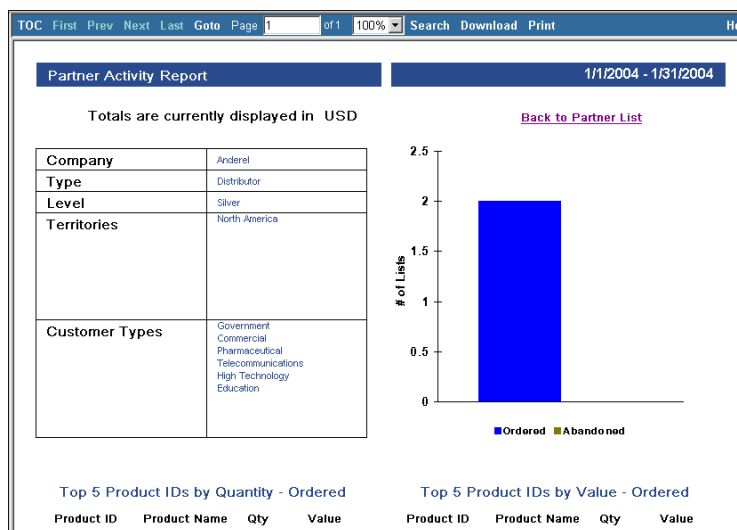 TOC First Prev Next Last Goto Page 1 of 1 100% Search Download Print
Partner Activity Report
1/1/2004 - 1/31/2004
Totals are currently displayed in USD
Back to Partner List
Company Anderel
Type Distributor
Level Silver
Territories North America
Customer Types Government
Commercial
Pharmaceutical
Telecommunications
High Technology
Education
2.5
2
1.5
1
0.5
0
# of Lists
Ordered Abandoned
Top 5 Product IDs by Quantity - Ordered
Product ID Product Name Qty Value
Top 5 Product IDs by Value - Ordered
Product ID Product Name Qty Value